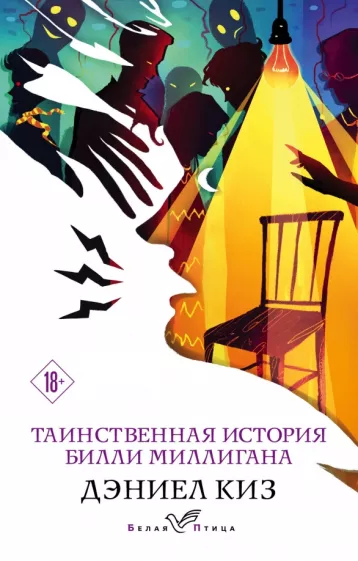 18+
ТАИНСТВЕННАЯ ИСТОРИЯ
БИЛЛИ МИЛЛИГАНА
ДЭНИЕЛ КИЗ
БЕЛАЯ ПТИЦА